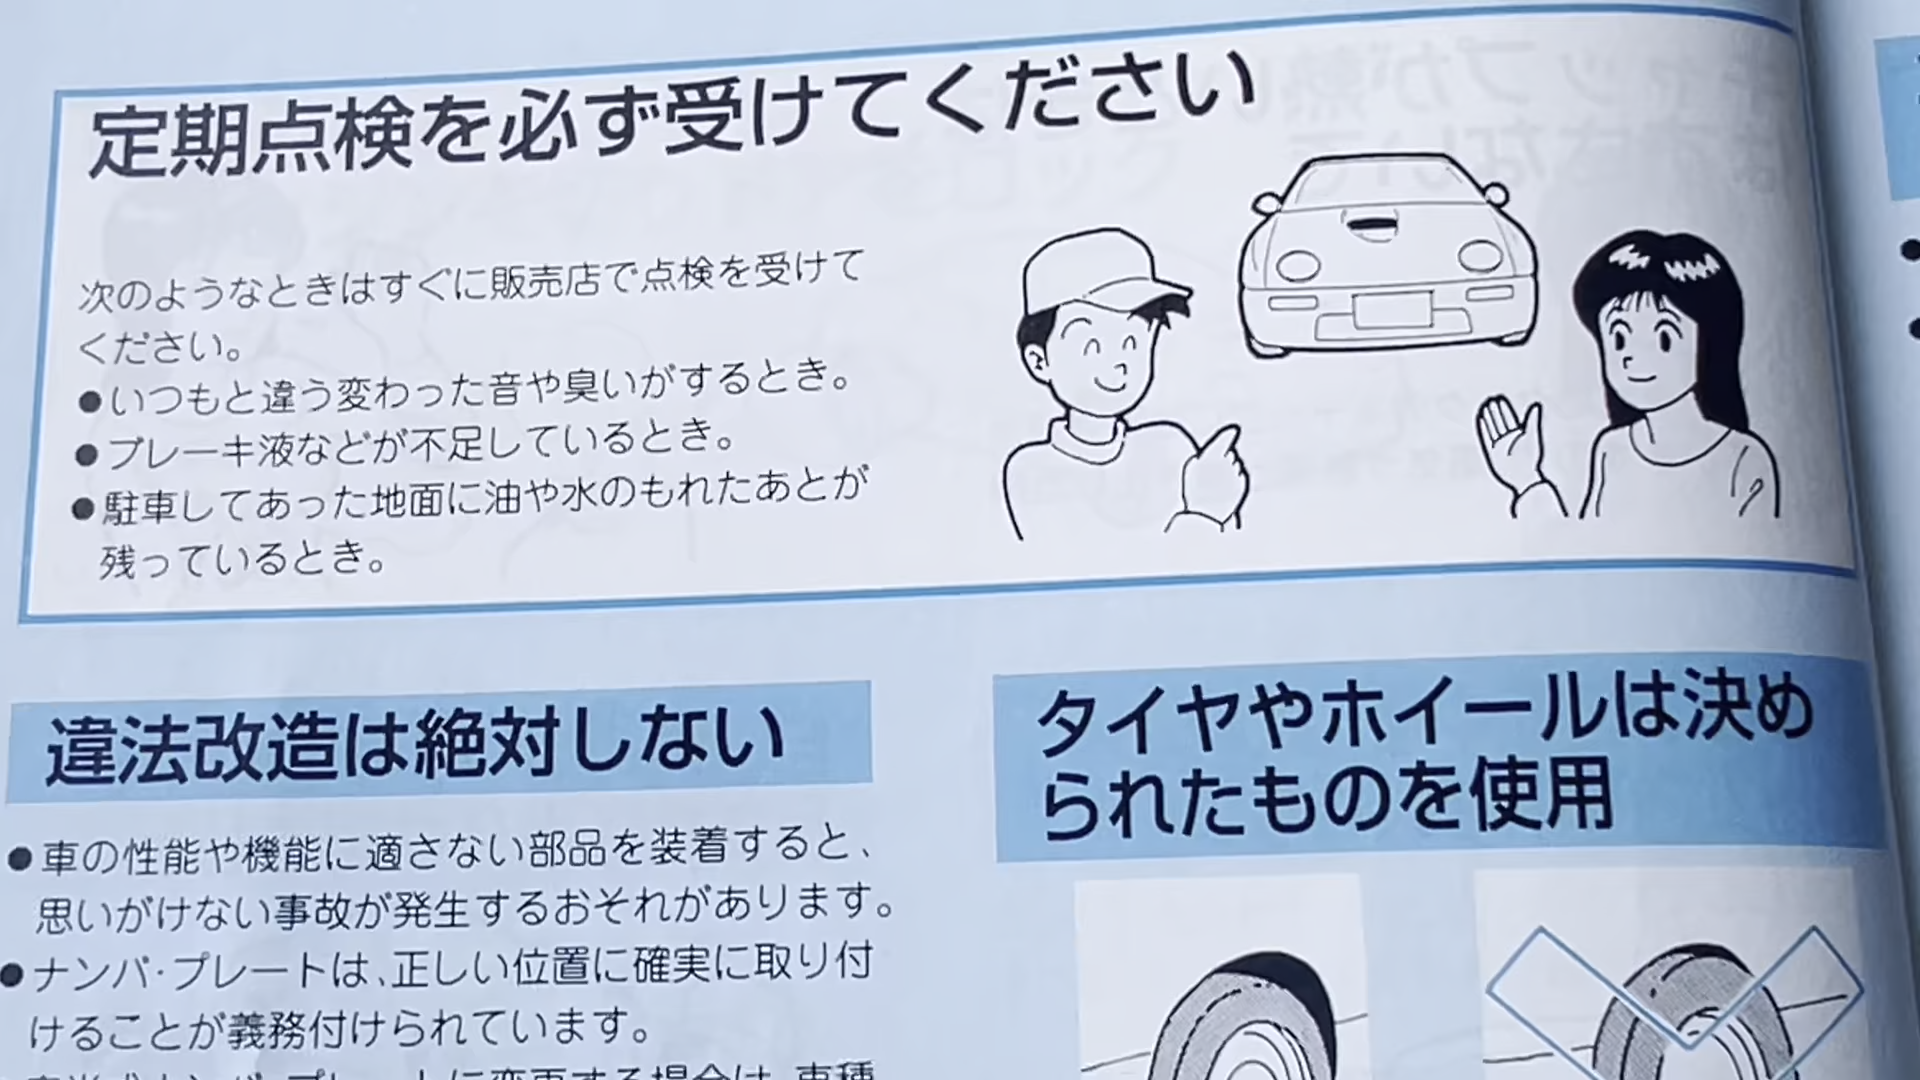 定期点検を必ず受けてください
次のようなときはすぐに販売店で点検を受けて
ください。
●いつもと違う変わった音や臭いがするとき。
●ブレーキ液などが不足しているとき。
●駐車してあった地面に油や水のもれたあとが
残っているとき。
違法改造は絶対しない
●車の性能や機能に適さない部品を装着すると、
思いがけない事故が発生するおそれがあります。
●ナンバ・プレートは、正しい位置に確実に取り付
けることが義務付けられています。
タイヤやホイールは決め
られたものを使用